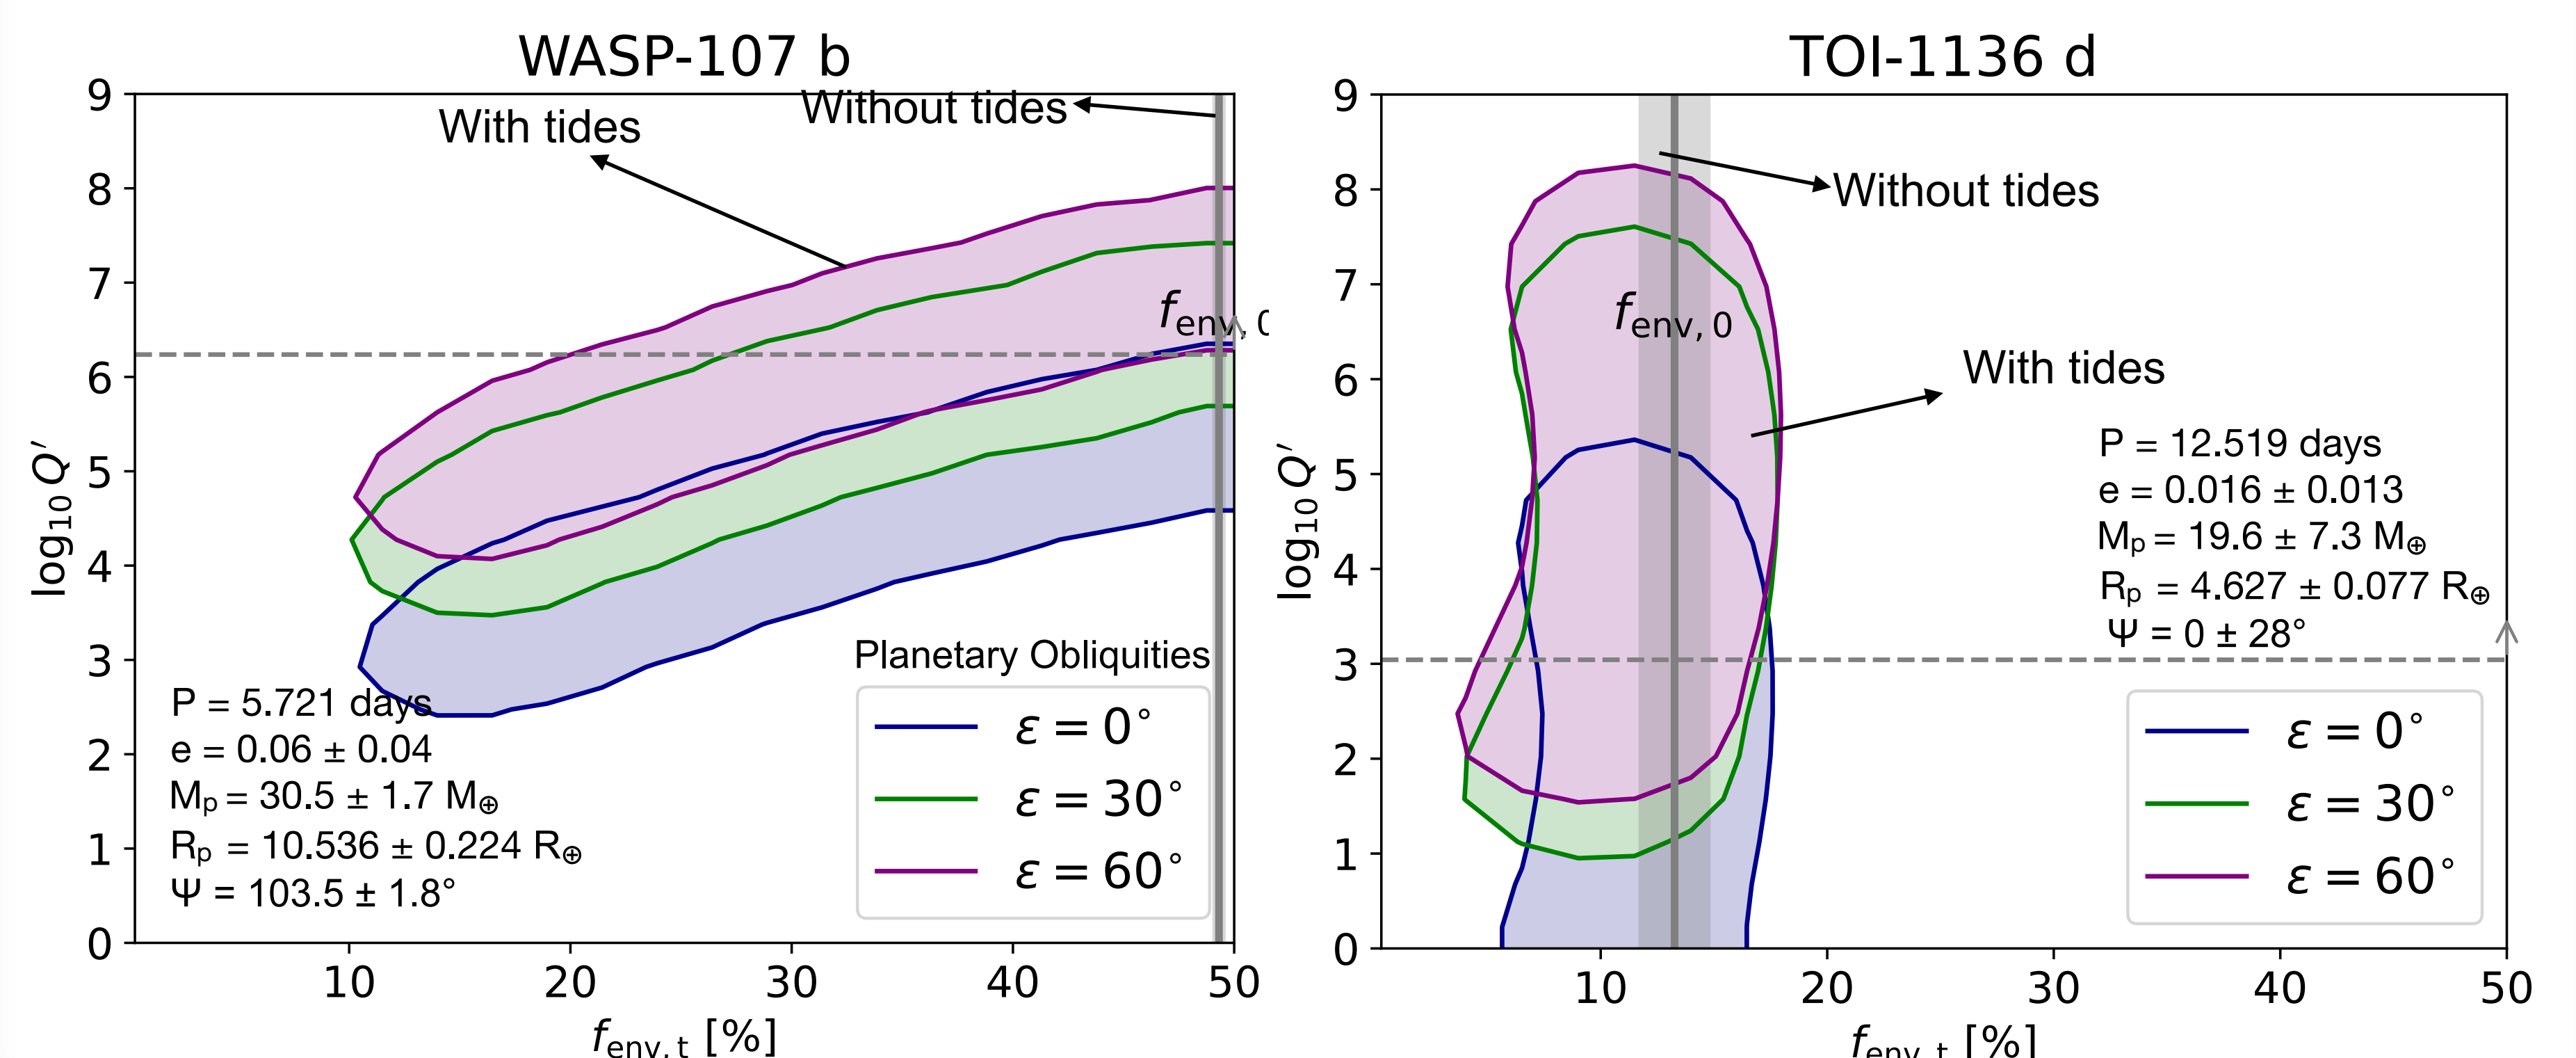 WASP-107 b
With tides
Without tides
log₁₀Q′
9
8
7
6
5
4
3
2
1
0
f_env, 0
P = 5.721 days
e = 0.06 ± 0.04
Mₚ = 30.5 ± 1.7 M⊕
Rₚ = 10.536 ± 0.224 R⊕
Ψ = 103.5 ± 1.8°
Planetary Obliquities
ε = 0°
ε = 30°
ε = 60°
10 20 30 40 50
f_env, t [%]
TOI-1136 d
Without tides
With tides
log₁₀Q′
9
8
7
6
5
4
3
2
1
0
f_env, 0
P = 12.519 days
e = 0.016 ± 0.013
Mₚ = 19.6 ± 7.3 M⊕
Rₚ = 4.627 ± 0.077 R⊕
Ψ = 0 ± 28°
ε = 0°
ε = 30°
ε = 60°
10 20 30 40 50
f_env, t [%]